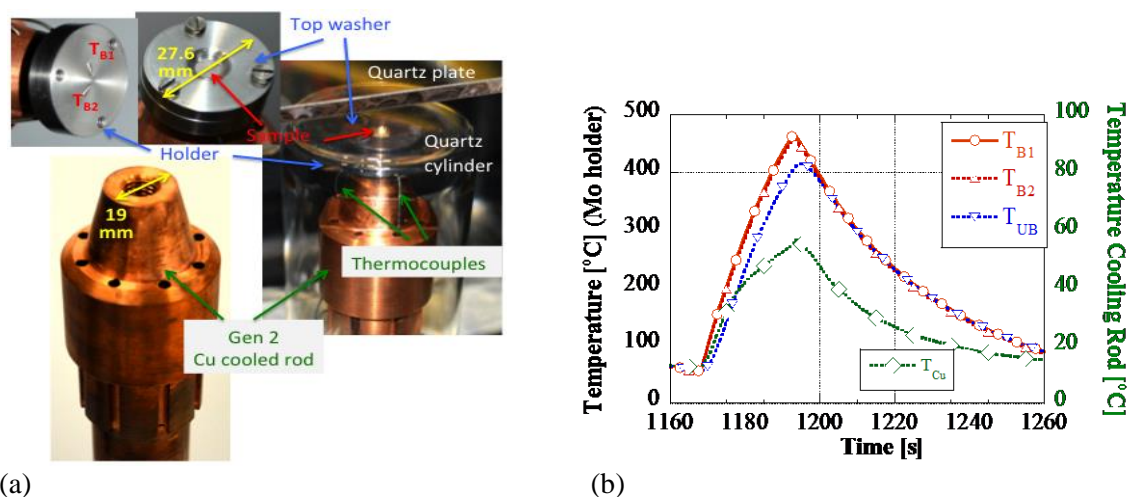 Top washer
T_B1
T_B2
27.6
mm
Quartz plate
Sample
Holder
Quartz
cylinder
19
mm
Thermocouples
Gen 2
Cu cooled rod
(a)
Temperature [°C] (Mo holder)
500
400
300
200
100
0
1160 1180 1200 1220 1240 1260
Time [s]
100
80
60
40
20
0
Temperature Cooling Rod [°C]
T_B1
T_B2
T_UB
T_Cu
(b)